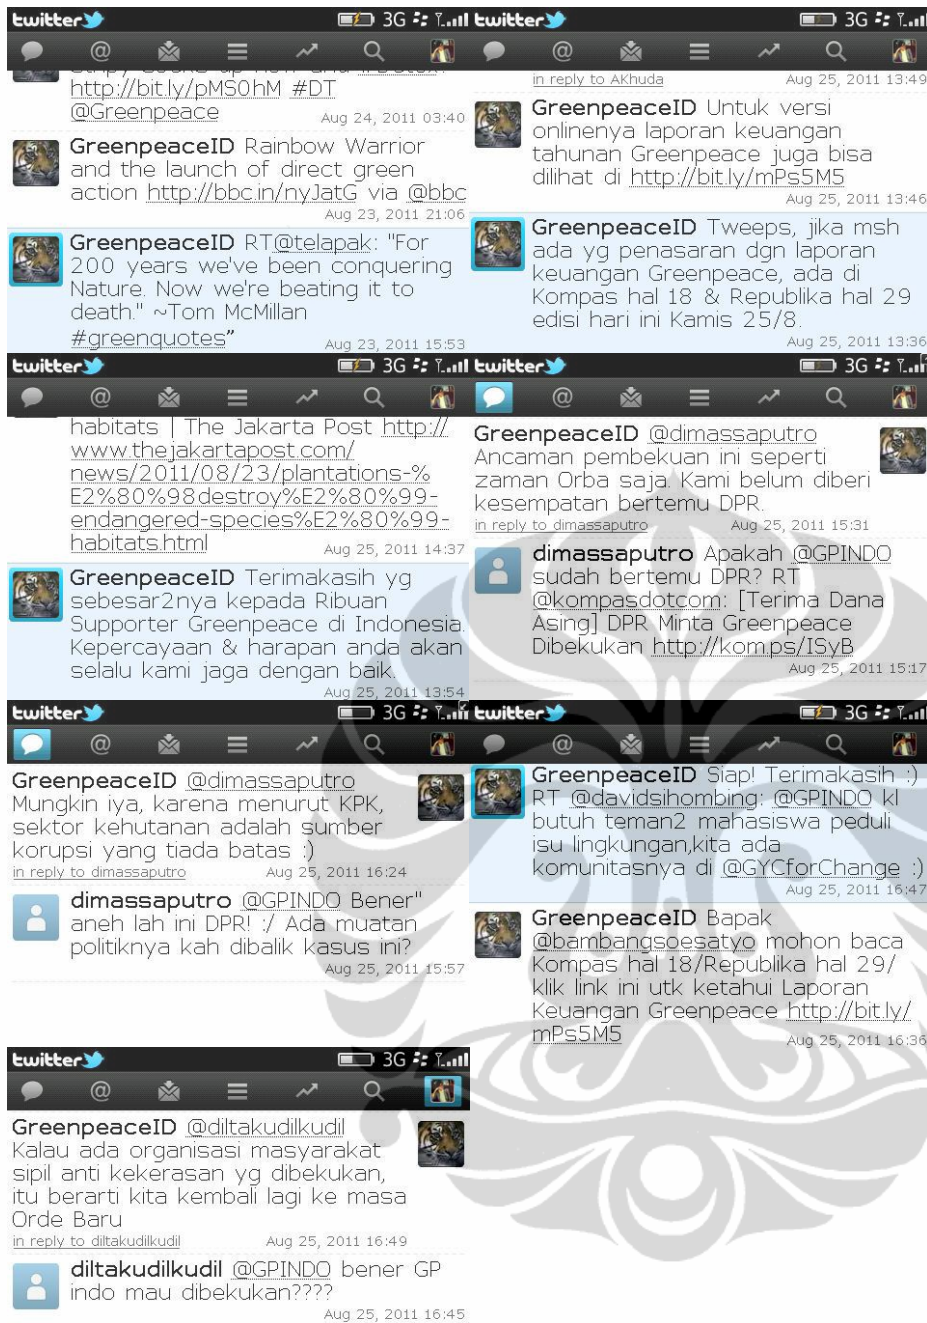 twitter 3G
stripy cooks up now and
http://bit.ly/pMS0hM #DT
@Greenpeace
Aug 24, 2011 03:40
GreenpeaceID Rainbow Warrior
and the launch of direct green
action http://bbc.in/nyJatG via @bbc
Aug 23, 2011 21:06
GreenpeaceID RT@telapak: "For
200 years we've been conquering
Nature. Now we're beating it to
death." ~Tom McMillan
#greenquotes”
Aug 23, 2011 15:53
twitter 3G
in reply to AKhuda
Aug 25, 2011 13:49
GreenpeaceID Untuk versi
onlinenya laporan keuangan
tahunan Greenpeace juga bisa
dilihat di http://bit.ly/mPs5M5
Aug 25, 2011 13:46
GreenpeaceID Tweeps, jika msh
ada yg penasaran dgn laporan
keuangan Greenpeace, ada di
Kompas hal 18 & Republika hal 29
edisi hari ini Kamis 25/8.
Aug 25, 2011 13:36
twitter 3G
habitats | The Jakarta Post http://
www.thejakartapost.com/
news/2011/08/23/plantations-%
E2%80%98destroy%E2%80%99-
endangered-species%E2%80%99-
habitats.html
Aug 25, 2011 14:37
GreenpeaceID Terimakasih yg
sebesar2nya kepada Ribuan
Supporter Greenpeace di Indonesia.
Kepercayaan & harapan anda akan
selalu kami jaga dengan baik.
Aug 25, 2011 13:54
twitter 3G
GreenpeaceID @dimassaputro
Ancaman pembekuan ini seperti
zaman Orba saja. Kami belum diberi
kesempatan bertemu DPR.
in reply to dimassaputro Aug 25, 2011 15:31
dimassaputro Apakah @GPINDO
sudah bertemu DPR? RT
@kompasdotcom: [Terima Dana
Asing] DPR Minta Greenpeace
Dibekukan http://kom.ps/ISyB
Aug 25, 2011 15:17
twitter 3G
GreenpeaceID @dimassaputro
Mungkin iya, karena menurut KPK,
sektor kehutanan adalah sumber
korupsi yang tiada batas :)
in reply to dimassaputro Aug 25, 2011 16:24
dimassaputro @GPINDO Bener"
aneh lah ini DPR! :/ Ada muatan
politiknya kah dibalik kasus ini?
Aug 25, 2011 15:57
twitter 3G
GreenpeaceID Siap! Terimakasih :)
RT @davidsihombing: @GPINDO kl
butuh teman2 mahasiswa peduli
isu lingkungan,kita ada
komunitasnya di @GYCforChange :)
Aug 25, 2011 16:47
GreenpeaceID Bapak
@bambangsoesatyo mohon baca
Kompas hal 18/Republika hal 29/
klik link ini utk ketahui Laporan
Keuangan Greenpeace http://bit.ly/
mPs5M5
Aug 25, 2011 16:36
twitter 3G
GreenpeaceID @diltakudilkudil
Kalau ada organisasi masyarakat
sipil anti kekerasan yg dibekukan,
itu berarti kita kembali lagi ke masa
Orde Baru
in reply to diltakudilkudil Aug 25, 2011 16:49
diltakudilkudil @GPINDO bener GP
indo mau dibekukan????
Aug 25, 2011 16:45